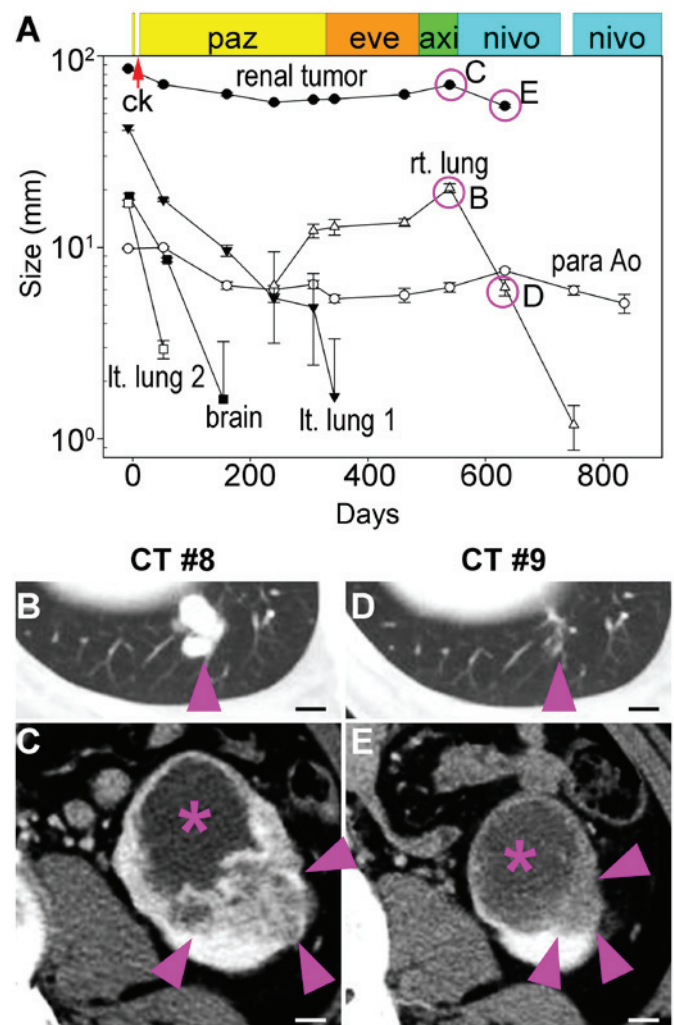 A
paz eve axi nivo nivo
10² 
renal tumor C E
ck
rt. lung
B
Size (mm)
10¹
para Ao
D
lt. lung 2
brain lt. lung 1
10⁰
0 200 400 600 800
Days
CT #8 CT #9
B D
C E
* *